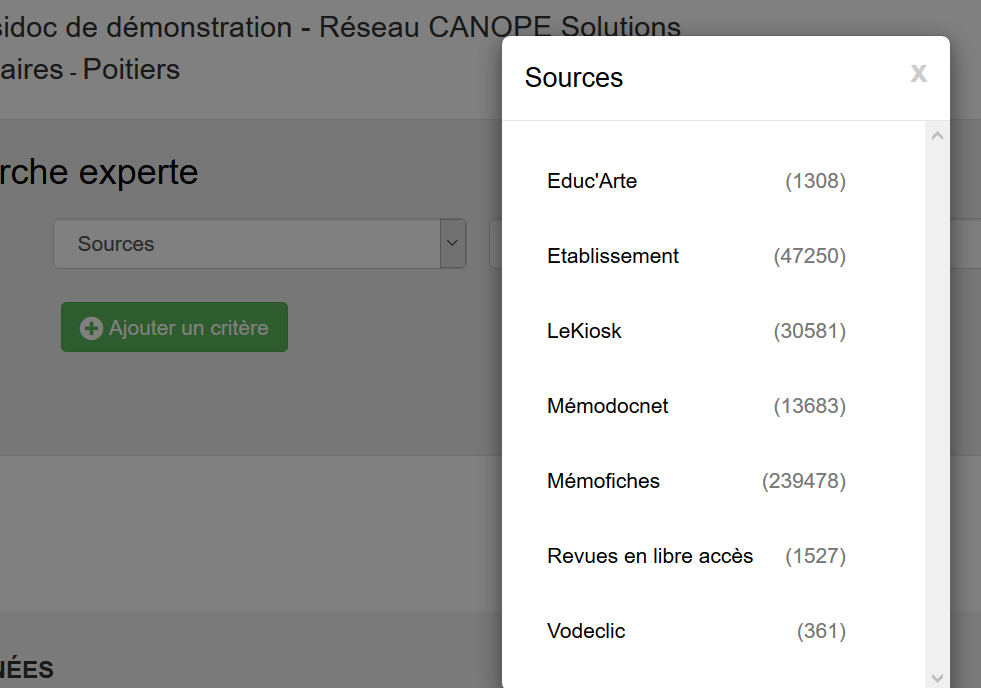 sidoc de démonstration - Réseau CANOPE Solutions
aires - Poitiers
rche experte
Sources
Ajouter un critère
NÉES
Sources
x
Educ'Arte (1308)
Etablissement (47250)
LeKiosk (30581)
Mémodocnet (13683)
Mémofiches (239478)
Revues en libre accès (1527)
Vodeclic (361)